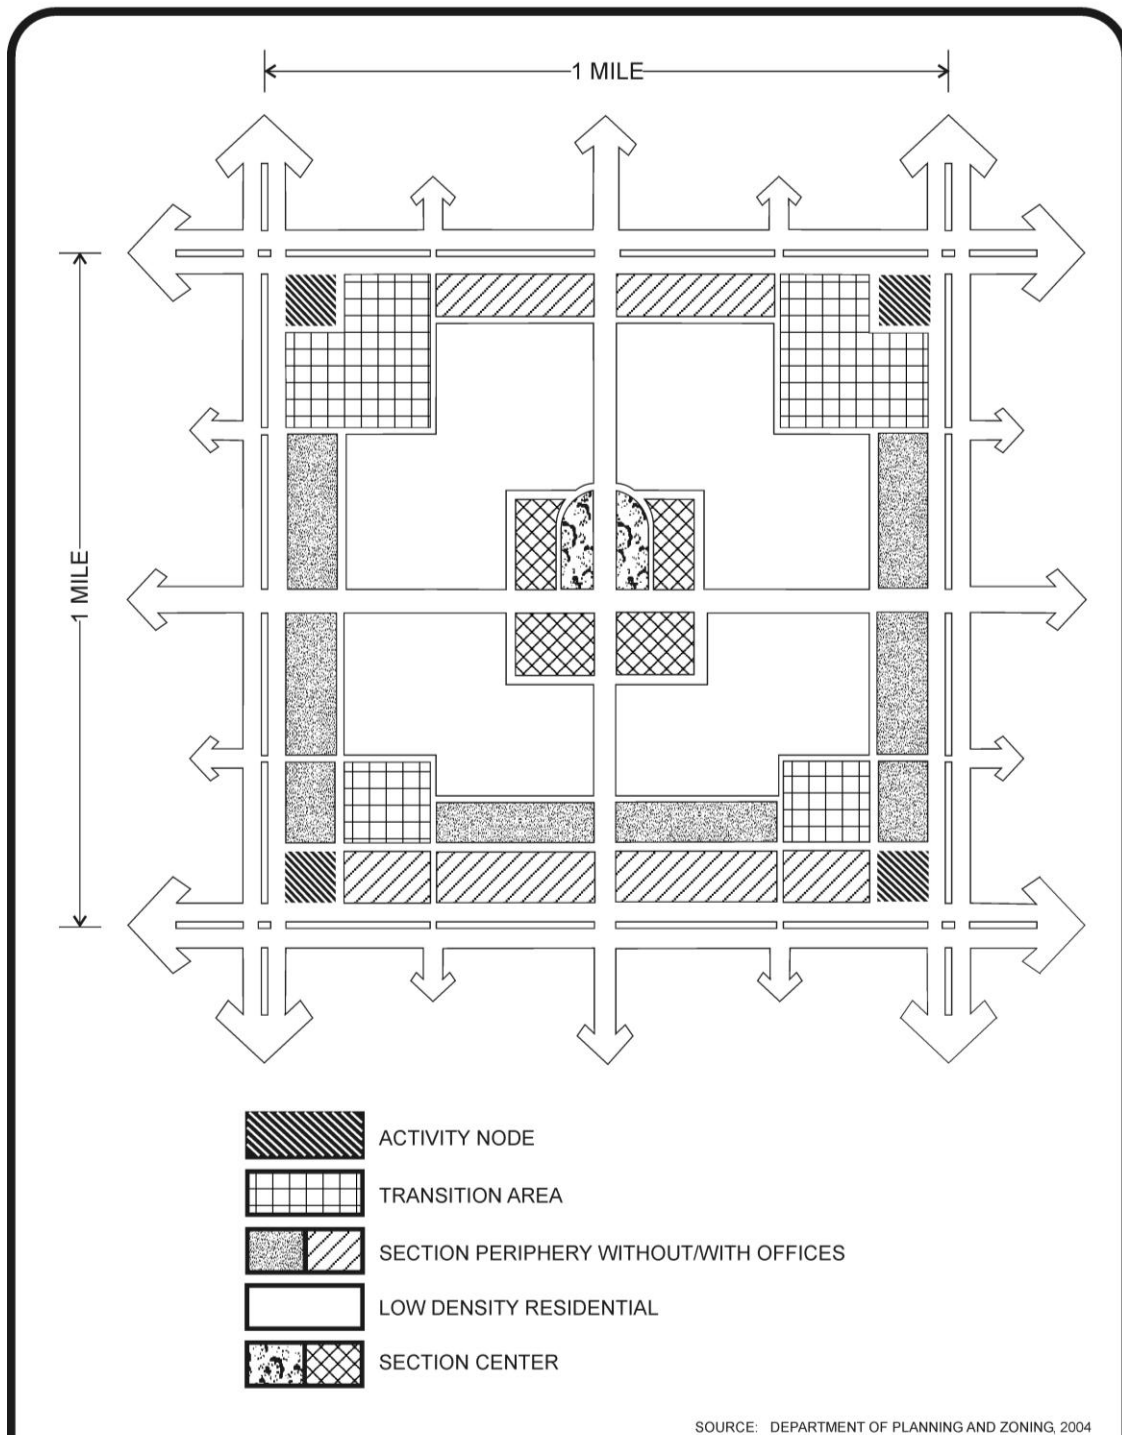 1 MILE
1 MILE
ACTIVITY NODE
TRANSITION AREA
SECTION PERIPHERY WITHOUT/WITH OFFICES
LOW DENSITY RESIDENTIAL
SECTION CENTER
SOURCE: DEPARTMENT OF PLANNING AND ZONING, 2004